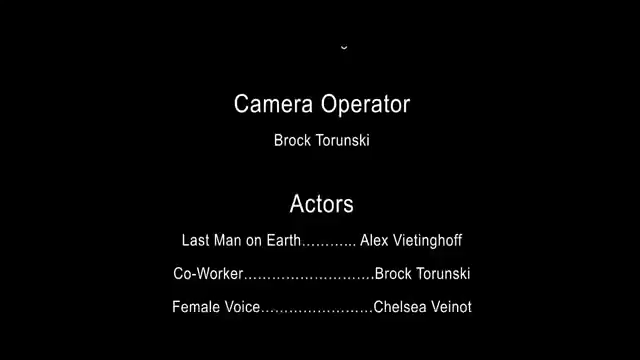 Camera Operator
Brock Torunski
Actors
Last Man on Earth……….. Alex Vietinghoff
Co-Worker……………………….Brock Torunski
Female Voice……………………Chelsea Veinot